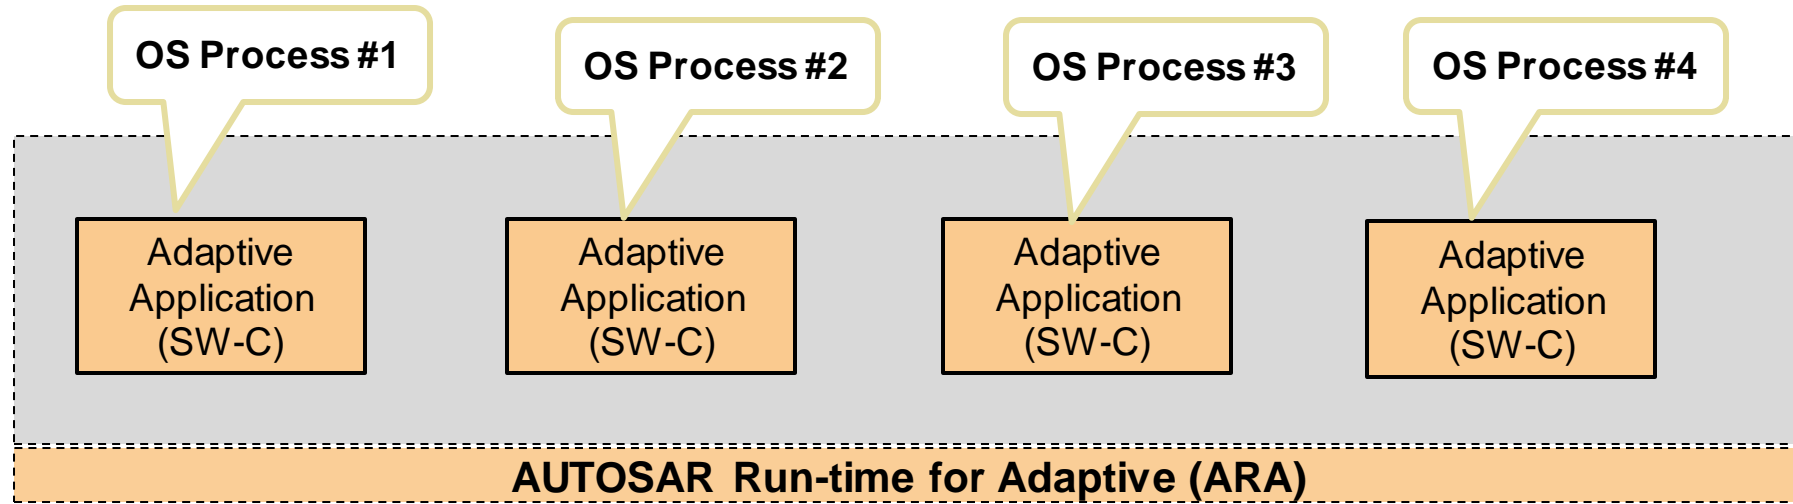 OS Process #1
OS Process #2
OS Process #3
OS Process #4
Adaptive
Application
(SW-C)
Adaptive
Application
(SW-C)
Adaptive
Application
(SW-C)
Adaptive
Application
(SW-C)
AUTOSAR Run-time for Adaptive (ARA)